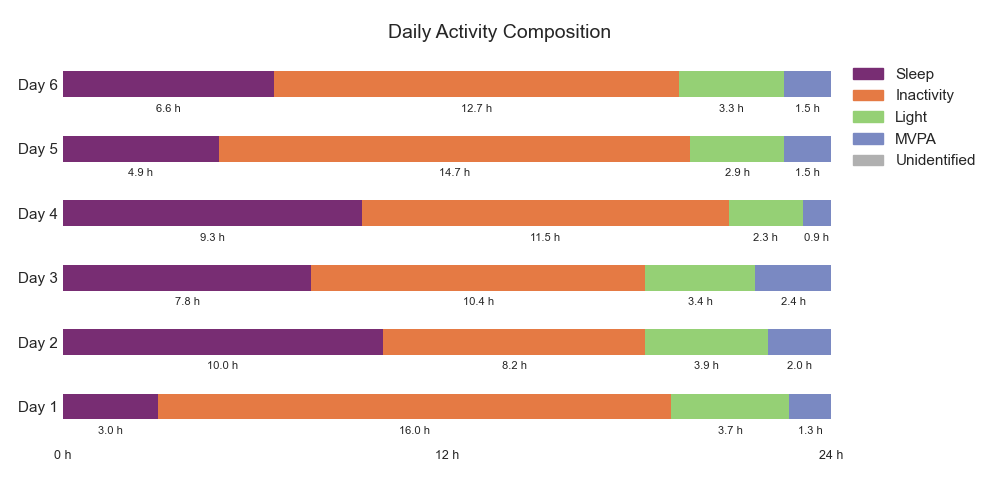 Daily Activity Composition
Day 6
6.6 h 12.7 h 3.3 h 1.5 h
Day 5
4.9 h 14.7 h 2.9 h 1.5 h
Day 4
9.3 h 11.5 h 2.3 h 0.9 h
Day 3
7.8 h 10.4 h 3.4 h 2.4 h
Day 2
10.0 h 8.2 h 3.9 h 2.0 h
Day 1
3.0 h 16.0 h 3.7 h 1.3 h
0 h 12 h 24 h
Sleep
Inactivity
Light
MVPA
Unidentified